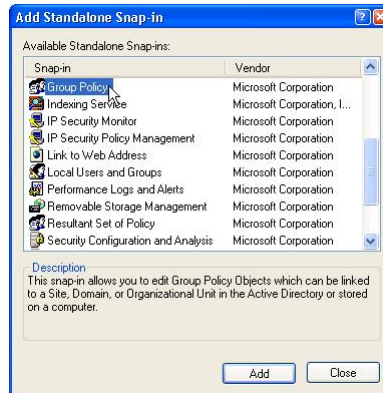 Add Standalone Snap-in
Available Standalone Snap-ins:
Snap-in Vendor
Group Policy Microsoft Corporation
Indexing Service Microsoft Corporation, I...
IP Security Monitor Microsoft Corporation
IP Security Policy Management Microsoft Corporation
Link to Web Address Microsoft Corporation
Local Users and Groups Microsoft Corporation
Performance Logs and Alerts Microsoft Corporation
Removable Storage Management Microsoft Corporation
Resultant Set of Policy Microsoft Corporation
Security Configuration and Analysis Microsoft Corporation
Description
This snap-in allows you to edit Group Policy Objects which can be linked
to a Site, Domain, or Organizational Unit in the Active Directory or stored
on a computer.
Add Close